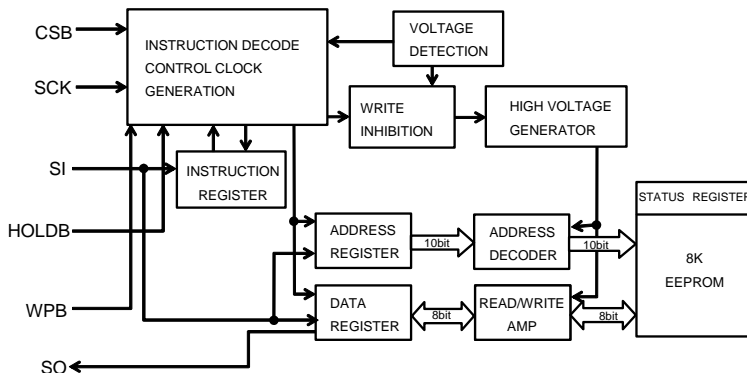 CSB
SCK
SI
HOLDB
WPB
SO
INSTRUCTION DECODE
CONTROL CLOCK
GENERATION
VOLTAGE
DETECTION
WRITE
INHIBITION
HIGH VOLTAGE
GENERATOR
INSTRUCTION
REGISTER
ADDRESS
REGISTER
10bit
ADDRESS
DECODER
10bit
DATA
REGISTER
8bit
READ/WRITE
AMP
8bit
STATUS REGISTER
8K
EEPROM